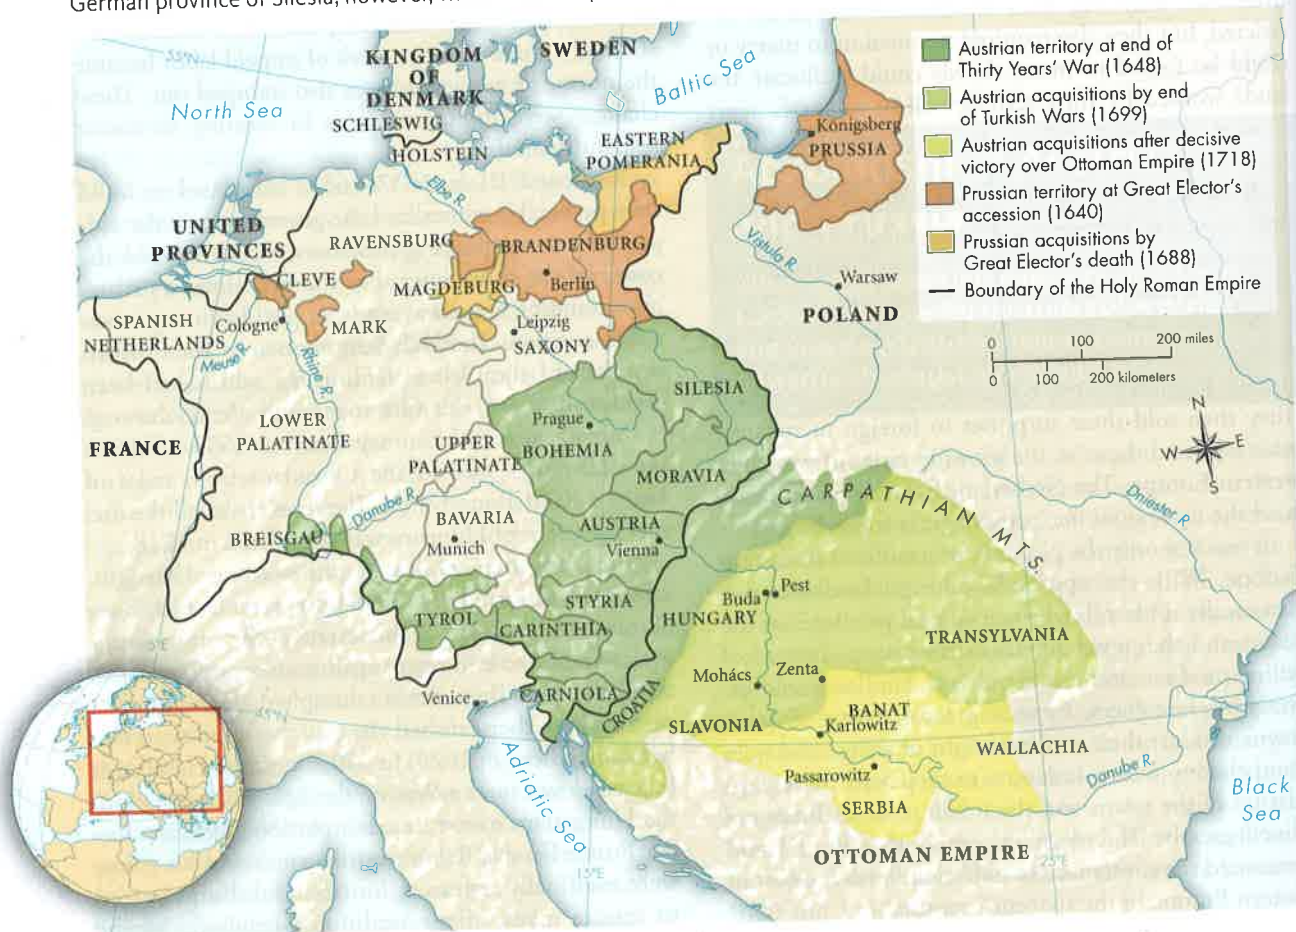 German province of Silesia, however,
55°N
North Sea
KINGDOM
OF
DENMARK
SWEDEN
Baltic Sea
SCHLESWIG
HOLSTEIN
EASTERN
POMERANIA
Königsberg
PRUSSIA
Elbe R.
UNITED
PROVINCES
RAVENSBURG
BRANDENBURG
Berlin
CLEVE
MAGDEBURG
Vistula R.
Warsaw
POLAND
SPANISH
NETHERLANDS
Cologne
MARK
Leipzig
SAXONY
Meuse R.
Rhine R.
SILESIA
FRANCE
LOWER
PALATINATE
UPPER
PALATINATE
Prague
BOHEMIA
MORAVIA
Danube R.
BAVARIA
Munich
AUSTRIA
Vienna
BREISGAU
CARPATHIAN MTS
Dniester R.
TYROL
STYRIA
CARINTHIA
Buda
Pest
HUNGARY
TRANSYLVANIA
Venice
CARNIOLA
CROATIA
Mohács
Zenta
SLAVONIA
BANAT
Karlowitz
WALLACHIA
Passarowitz
SERBIA
Danube R.
Black
Sea
Adriatic Sea
OTTOMAN EMPIRE
5°E
45°N
15°E
25°E
Austrian territory at end of
Thirty Years' War (1648)
Austrian acquisitions by end
of Turkish Wars (1699)
Austrian acquisitions after decisive
victory over Ottoman Empire (1718)
Prussian territory at Great Elector's
accession (1640)
Prussian acquisitions by
Great Elector's death (1688)
Boundary of the Holy Roman Empire
0 100 200 miles
0 100 200 kilometers
N
W E
S